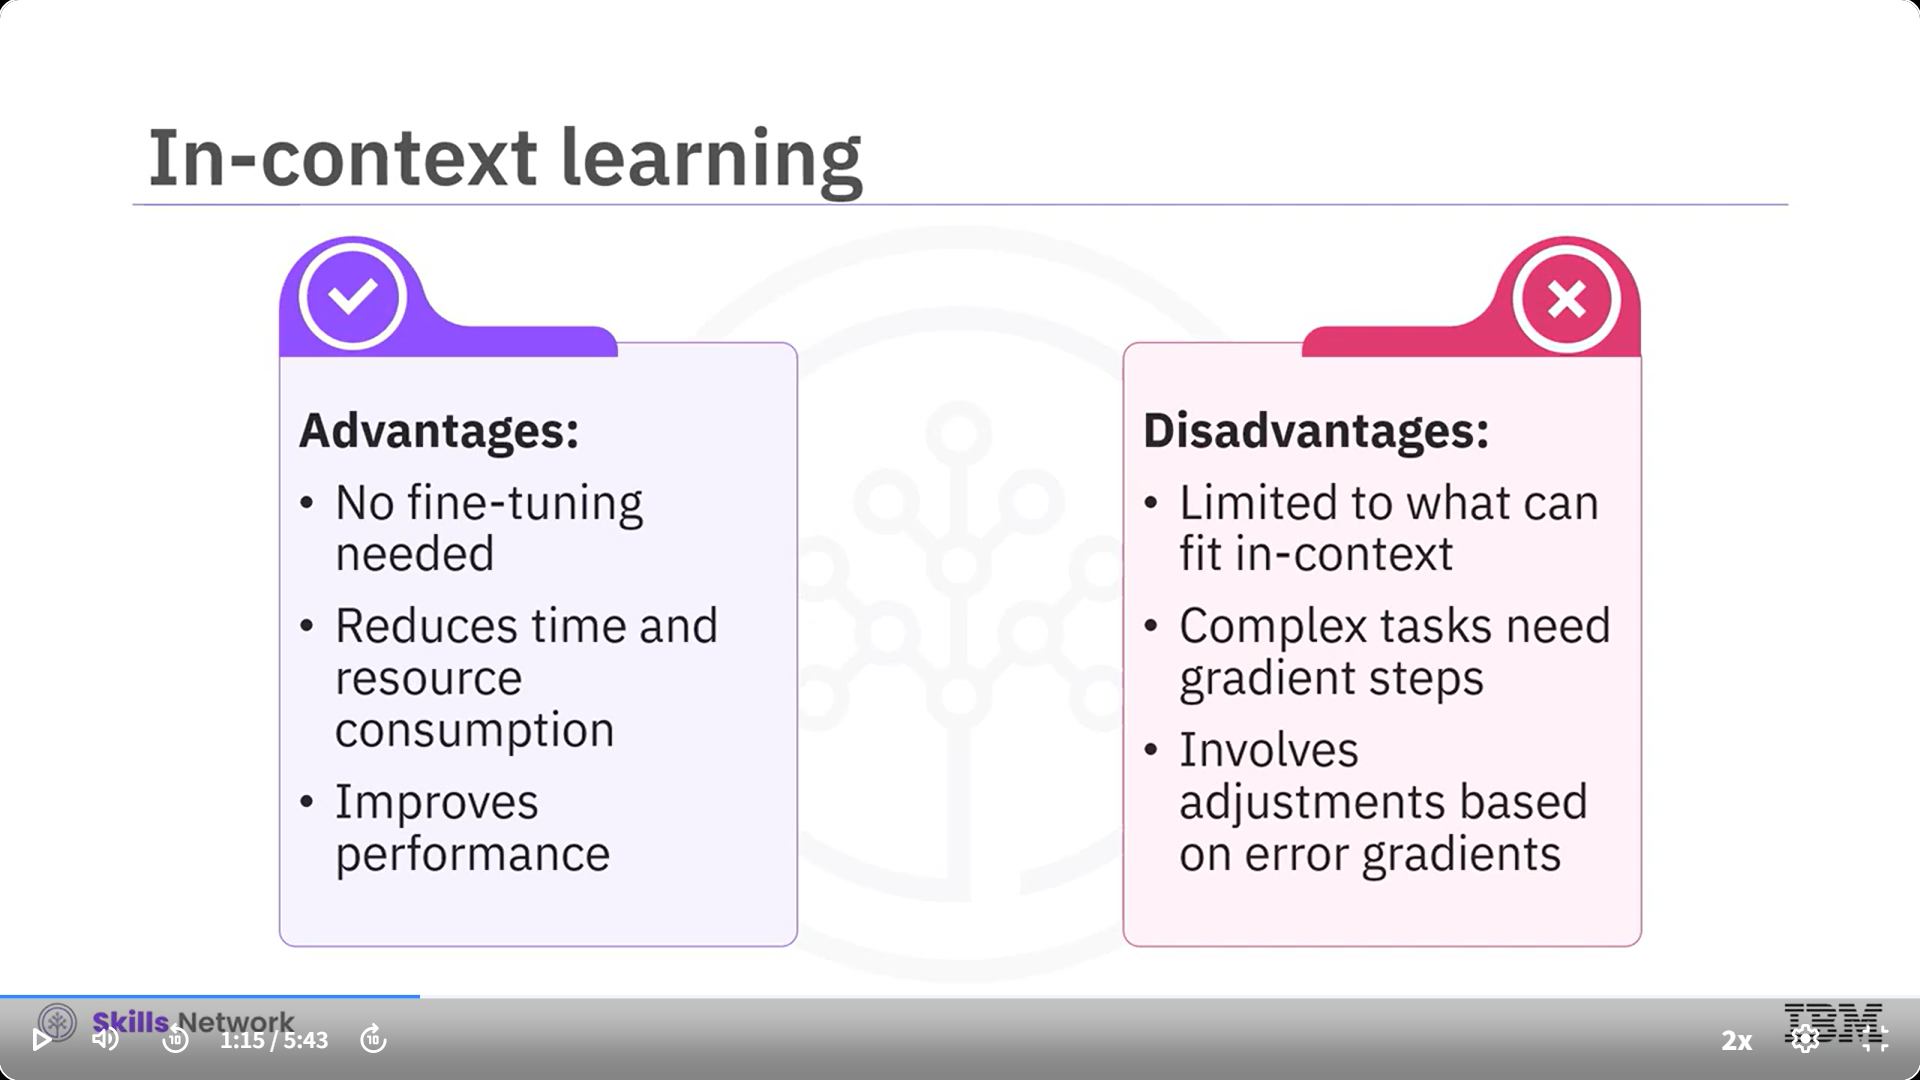 In-context learning
Advantages:
• No fine-tuning
needed
• Reduces time and
resource
consumption
• Improves
performance
Disadvantages:
• Limited to what can
fit in-context
• Complex tasks need
gradient steps
• Involves
adjustments based
on error gradients
Skills Network
IBM
10
1:15 / 5:43
10
2x